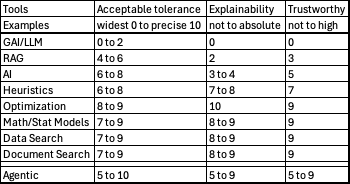 Tools Acceptable tolerance Explainability Trustworthy
Examples widest 0 to precise 10 not to absolute not to high
GAI/LLM 0 to 2 0 0
RAG 4 to 6 2 3
AI 6 to 8 3 to 4 5
Heuristics 6 to 8 7 to 8 7
Optimization 8 to 9 10 9
Math/Stat Models 7 to 9 8 to 9 9
Data Search 7 to 9 8 to 9 9
Document Search 7 to 9 8 to 9 9
Agentic 5 to 10 5 to 9 5 to 9